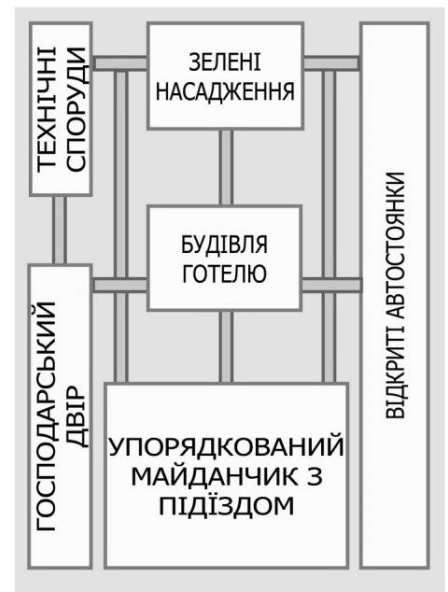 ТЕХНІЧНІ
СПОРУДИ
ЗЕЛЕНІ
НАСАДЖЕННЯ
ВІДКРИТІ АВТОСТОЯНКИ
БУДІВЛЯ
ГОТЕЛЮ
ГОСПОДАРСЬКИЙ
ДВІР
УПОРЯДКОВАНИЙ
МАЙДАНЧИК З
ПІДЇЗДОМ